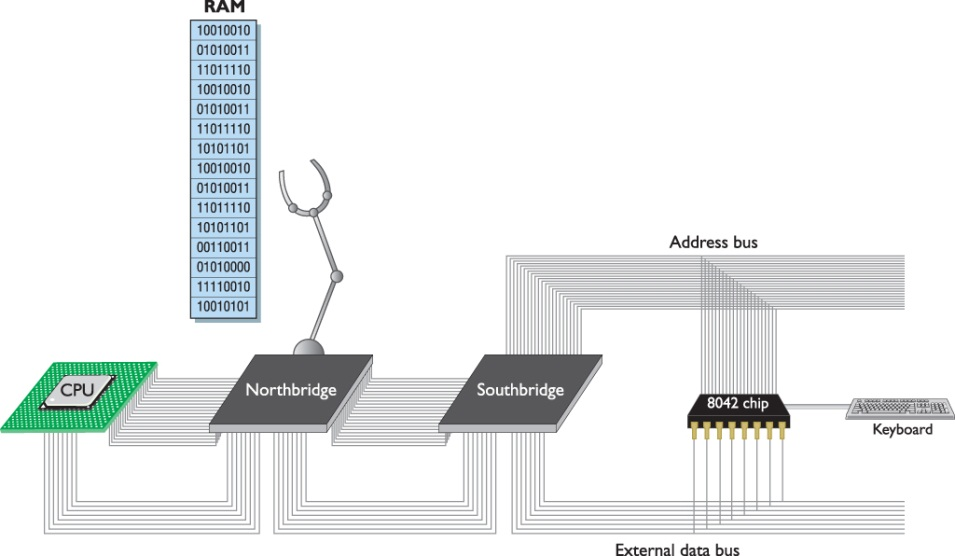 RAM
10010010
01010011
11011110
10010010
01010011
11011110
10101101
10010010
01010011
11011110
10101101
00110011
01010000
11110010
10010101
Address bus
CPU
Northbridge
Southbridge
8042 chip
Keyboard
External data bus